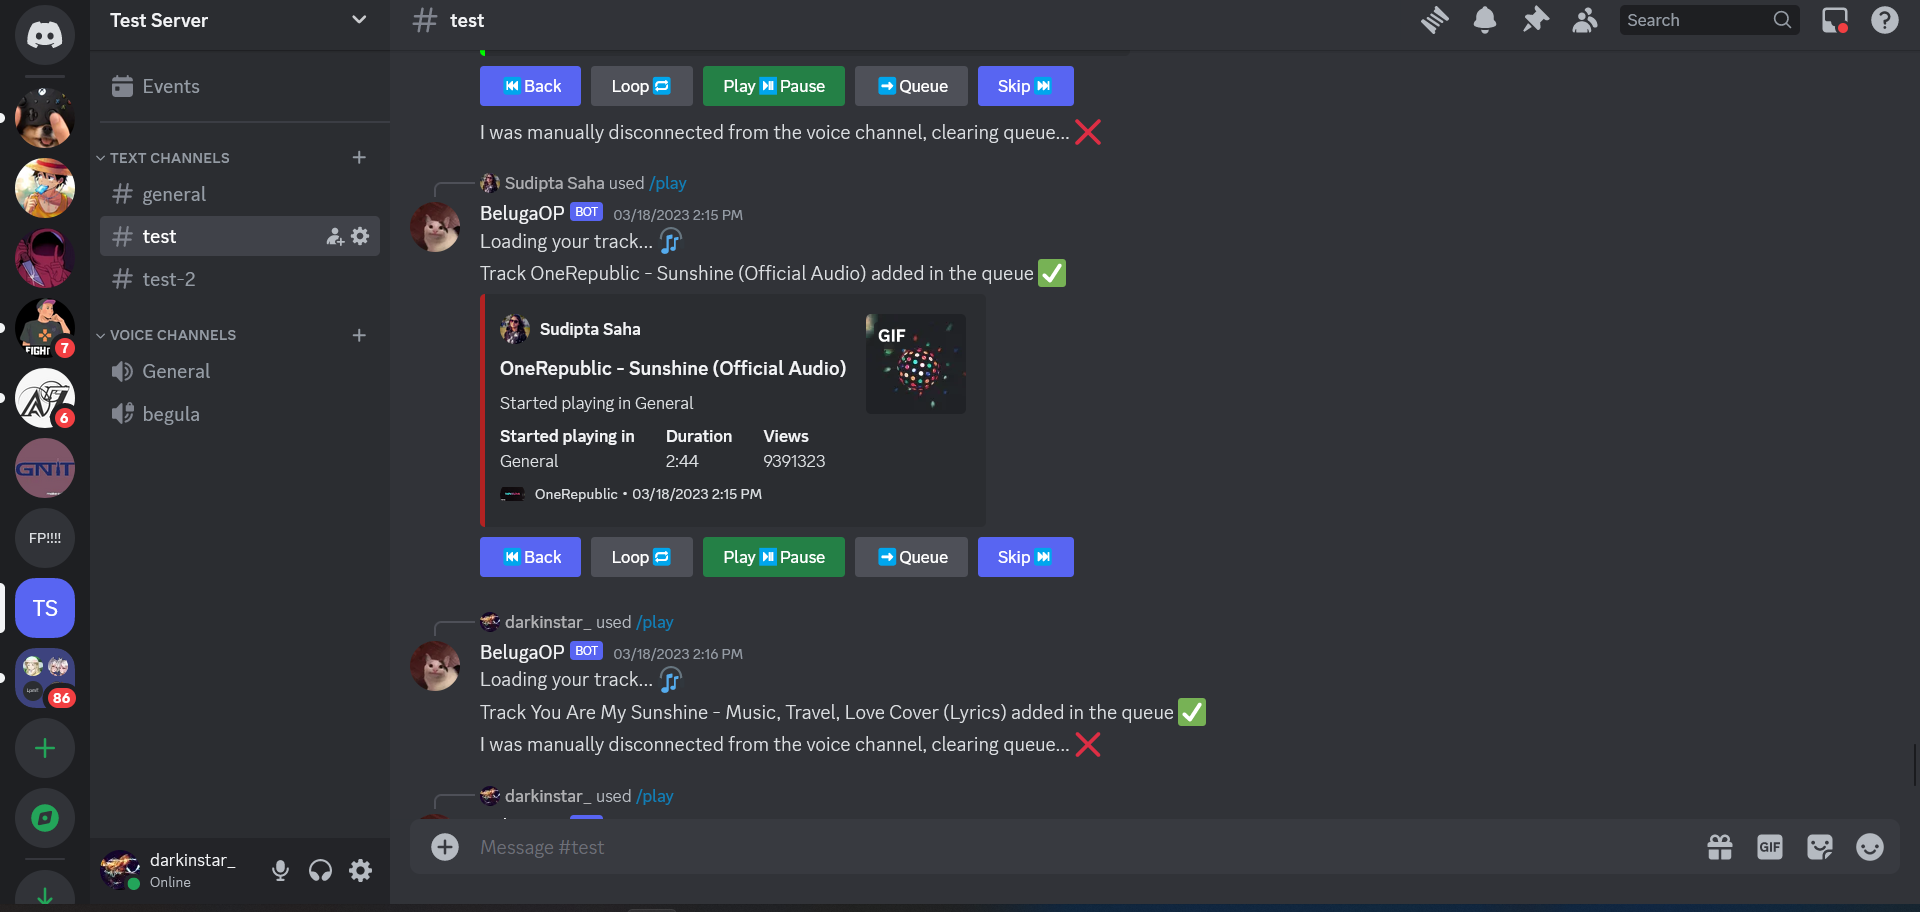 Test Server
Events
TEXT CHANNELS
general
test
test-2
VOICE CHANNELS
General
begula
FIGHT
7
6
GNIT
FP!!!!
TS
86
darkinstar_
Online
test
Search
Back
Loop
Play Pause
Queue
Skip
I was manually disconnected from the voice channel, clearing queue...
Sudipta Saha used /play
BelugaOP BOT 03/18/2023 2:15 PM
Loading your track...
Track OneRepublic - Sunshine (Official Audio) added in the queue
Sudipta Saha
GIF
OneRepublic - Sunshine (Official Audio)
Started playing in General
Started playing in Duration Views
General 2:44 9391323
OneRepublic • 03/18/2023 2:15 PM
Back
Loop
Play Pause
Queue
Skip
darkinstar_ used /play
BelugaOP BOT 03/18/2023 2:16 PM
Loading your track...
Track You Are My Sunshine - Music, Travel, Love Cover (Lyrics) added in the queue
I was manually disconnected from the voice channel, clearing queue...
darkinstar_ used /play
Message #test
GIF